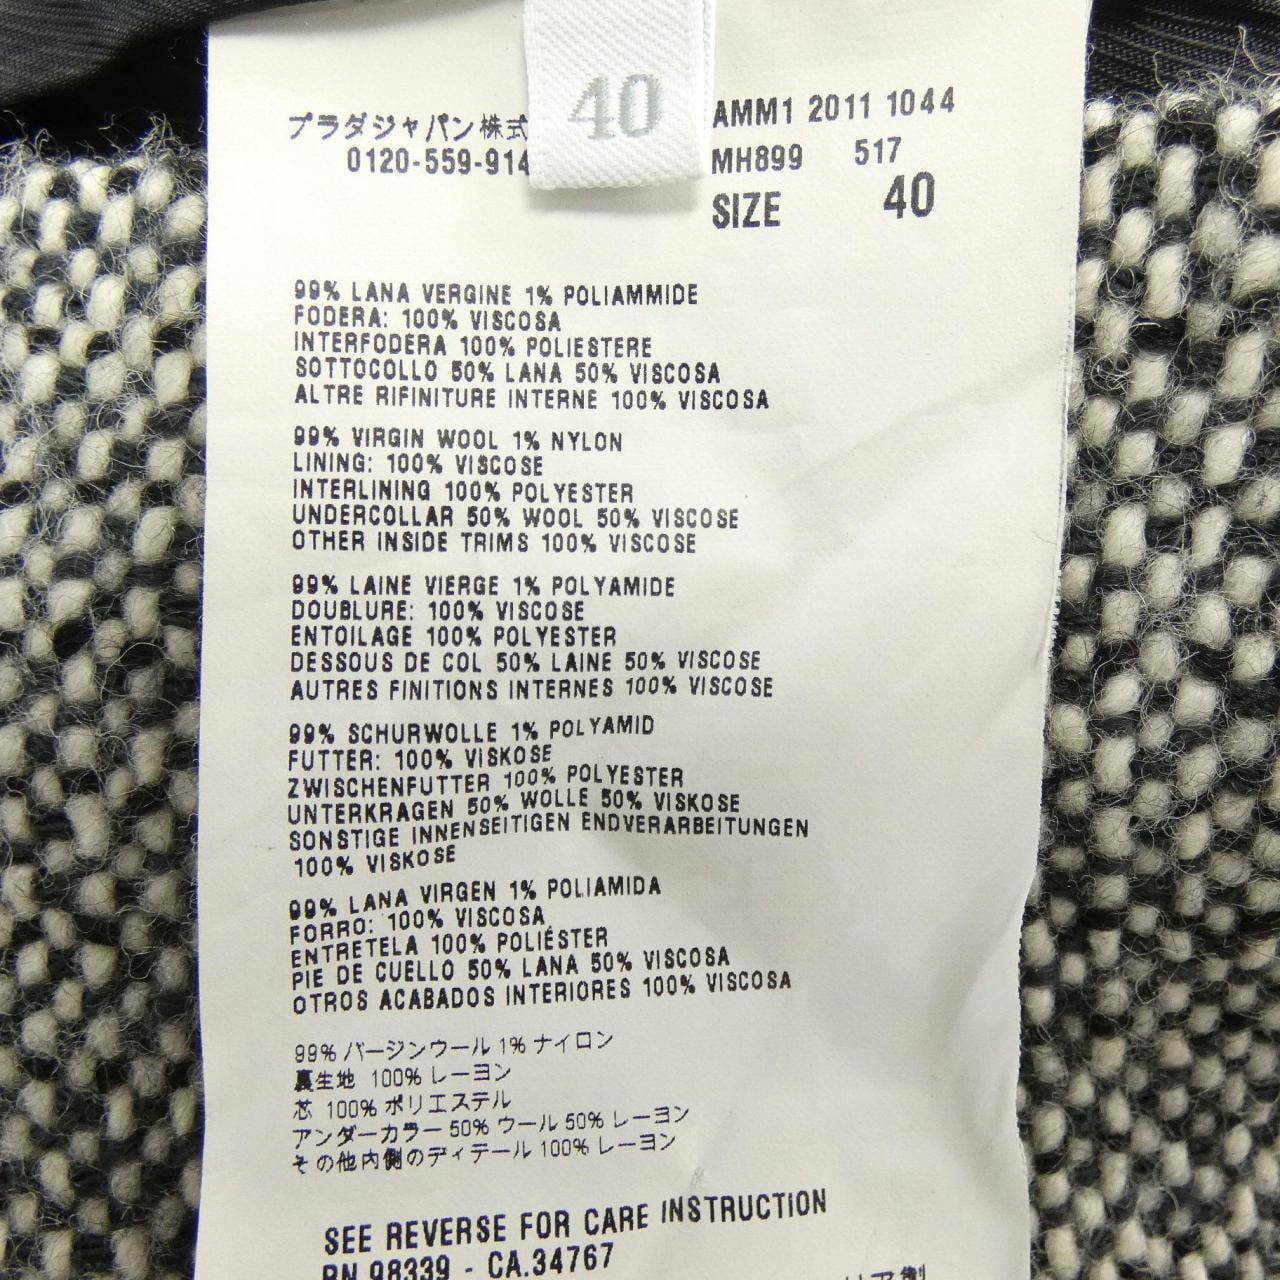 40
プラダジャパン株式
0120-559-914
AMM1 2011 1044
MH899 517
SIZE 40
99% LANA VERGINE 1% POLIAMMIDE
FODERA: 100% VISCOSA
INTERFODERA 100% POLIESTERE
SOTTOCOLLO 50% LANA 50% VISCOSA
ALTRE RIFINITURE INTERNE 100% VISCOSA
99% VIRGIN WOOL 1% NYLON
LINING: 100% VISCOSE
INTERLINING 100% POLYESTER
UNDERCOLLAR 50% WOOL 50% VISCOSE
OTHER INSIDE TRIMS 100% VISCOSE
99% LAINE VIERGE 1% POLYAMIDE
DOUBLURE: 100% VISCOSE
ENTOILAGE 100% POLYESTER
DESSOUS DE COL 50% LAINE 50% VISCOSE
AUTRES FINITIONS INTERNES 100% VISCOSE
99% SCHURWOLLE 1% POLYAMID
FUTTER: 100% VISKOSE
ZWISCHENFUTTER 100% POLYESTER
UNTERKRAGEN 50% WOLLE 50% VISKOSE
SONSTIGE INNENSEITIGEN ENDVERARBEITUNGEN
100% VISKOSE
99% LANA VIRGEN 1% POLIAMIDA
FORRO: 100% VISCOSA
ENTRETELA 100% POLIÉSTER
PIE DE CUELLO 50% LANA 50% VISCOSA
OTROS ACABADOS INTERIORES 100% VISCOSA
99% バージンウール 1% ナイロン
裏生地 100% レーヨン
芯 100% ポリエステル
アンダーカラー 50% ウール 50% レーヨン
その他内側のディテール 100% レーヨン
SEE REVERSE FOR CARE INSTRUCTION
RN 98339 - CA.34767